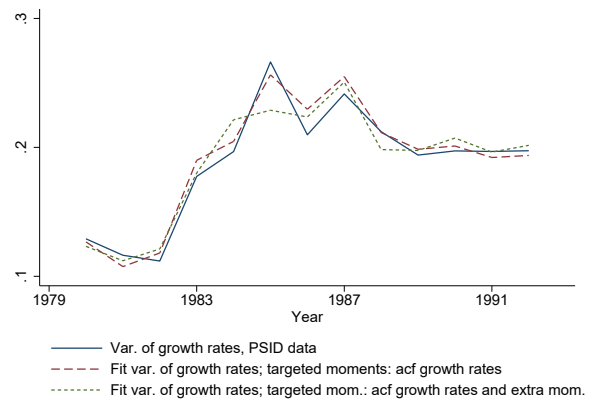 .3
.2
.1
1979 1983 1987 1991
Year
Var. of growth rates, PSID data
Fit var. of growth rates; targeted moments: acf growth rates
Fit var. of growth rates; targeted mom.: acf growth rates and extra mom.